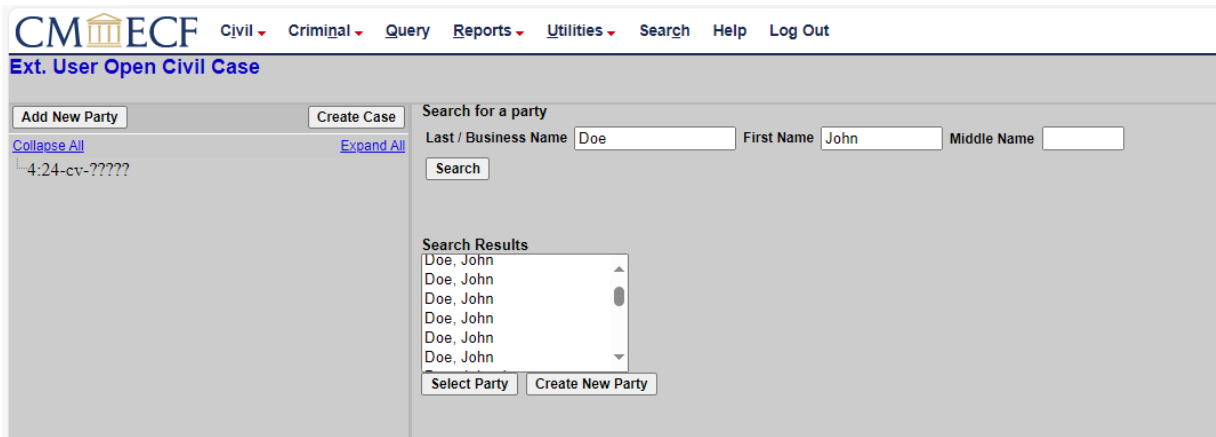 CM ECF Civil Criminal Query Reports Utilities Search Help Log Out
Ext. User Open Civil Case
Add New Party Create Case
Collapse All Expand All
4:24-cv-?????
Search for a party
Last / Business Name Doe First Name John Middle Name
Search
Search Results
Doe, John
Doe, John
Doe, John
Doe, John
Doe, John
Doe, John
Select Party Create New Party